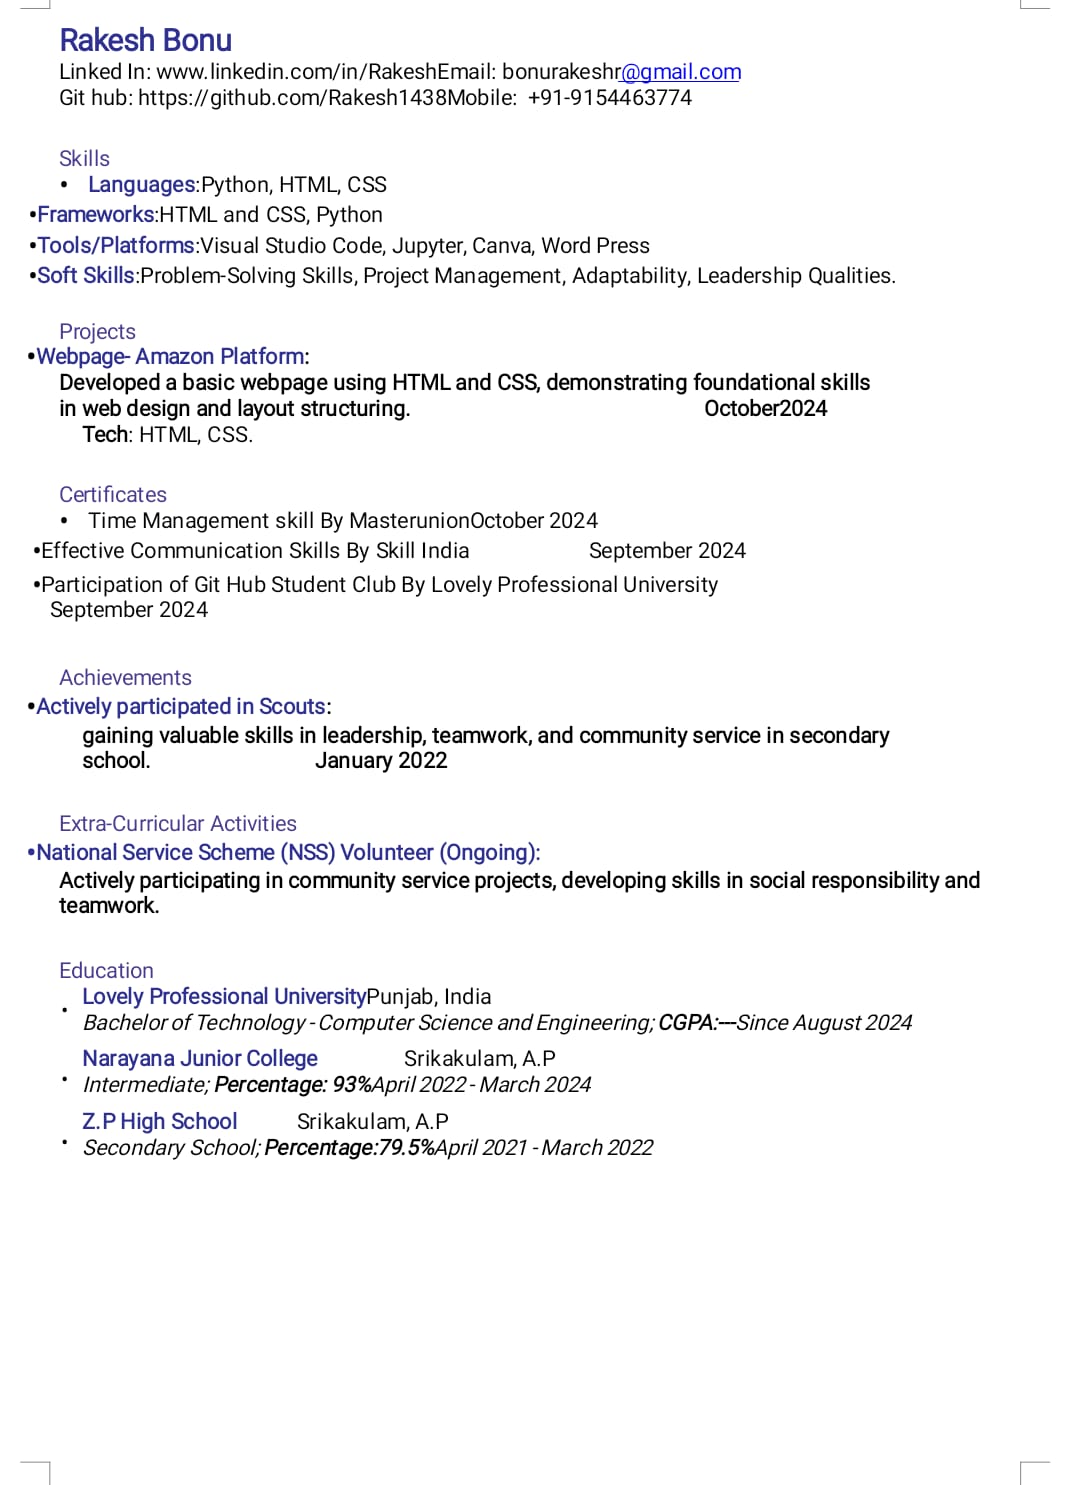 Rakesh Bonu
Linked In: www.linkedin.com/in/RakeshEmail: bonurakeshr@gmail.com
Git hub: https://github.com/Rakesh1438Mobile: +91-9154463774
Skills
• Languages:Python, HTML, CSS
•Frameworks:HTML and CSS, Python
•Tools/Platforms:Visual Studio Code, Jupyter, Canva, Word Press
•Soft Skills:Problem-Solving Skills, Project Management, Adaptability, Leadership Qualities.
Projects
•Webpage- Amazon Platform:
Developed a basic webpage using HTML and CSS, demonstrating foundational skills
in web design and layout structuring. October2024
Tech: HTML, CSS.
Certificates
• Time Management skill By MasterunionOctober 2024
•Effective Communication Skills By Skill India September 2024
•Participation of Git Hub Student Club By Lovely Professional University
September 2024
Achievements
•Actively participated in Scouts:
gaining valuable skills in leadership, teamwork, and community service in secondary
school. January 2022
Extra-Curricular Activities
•National Service Scheme (NSS) Volunteer (Ongoing):
Actively participating in community service projects, developing skills in social responsibility and
teamwork.
Education
• Lovely Professional UniversityPunjab, India
Bachelor of Technology - Computer Science and Engineering; CGPA:---Since August 2024
• Narayana Junior College Srikakulam, A.P
Intermediate; Percentage: 93%April 2022 - March 2024
• Z.P High School Srikakulam, A.P
Secondary School; Percentage:79.5%April 2021 - March 2022